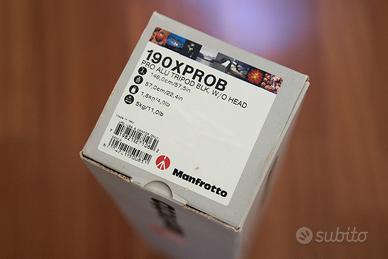 190XPROB
PRO ALU TRIPOD BLK, W/O HEAD
146,0cm/57,5in
57,0cm/22,4in
1,8kg/4,0lb
5kg/11,0lb
Manfrotto
subito